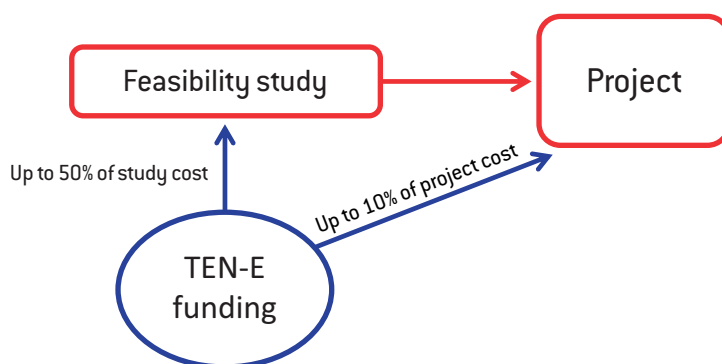 Feasibility study
Project
Up to 50% of study cost
Up to 10% of project cost
TEN-E
funding